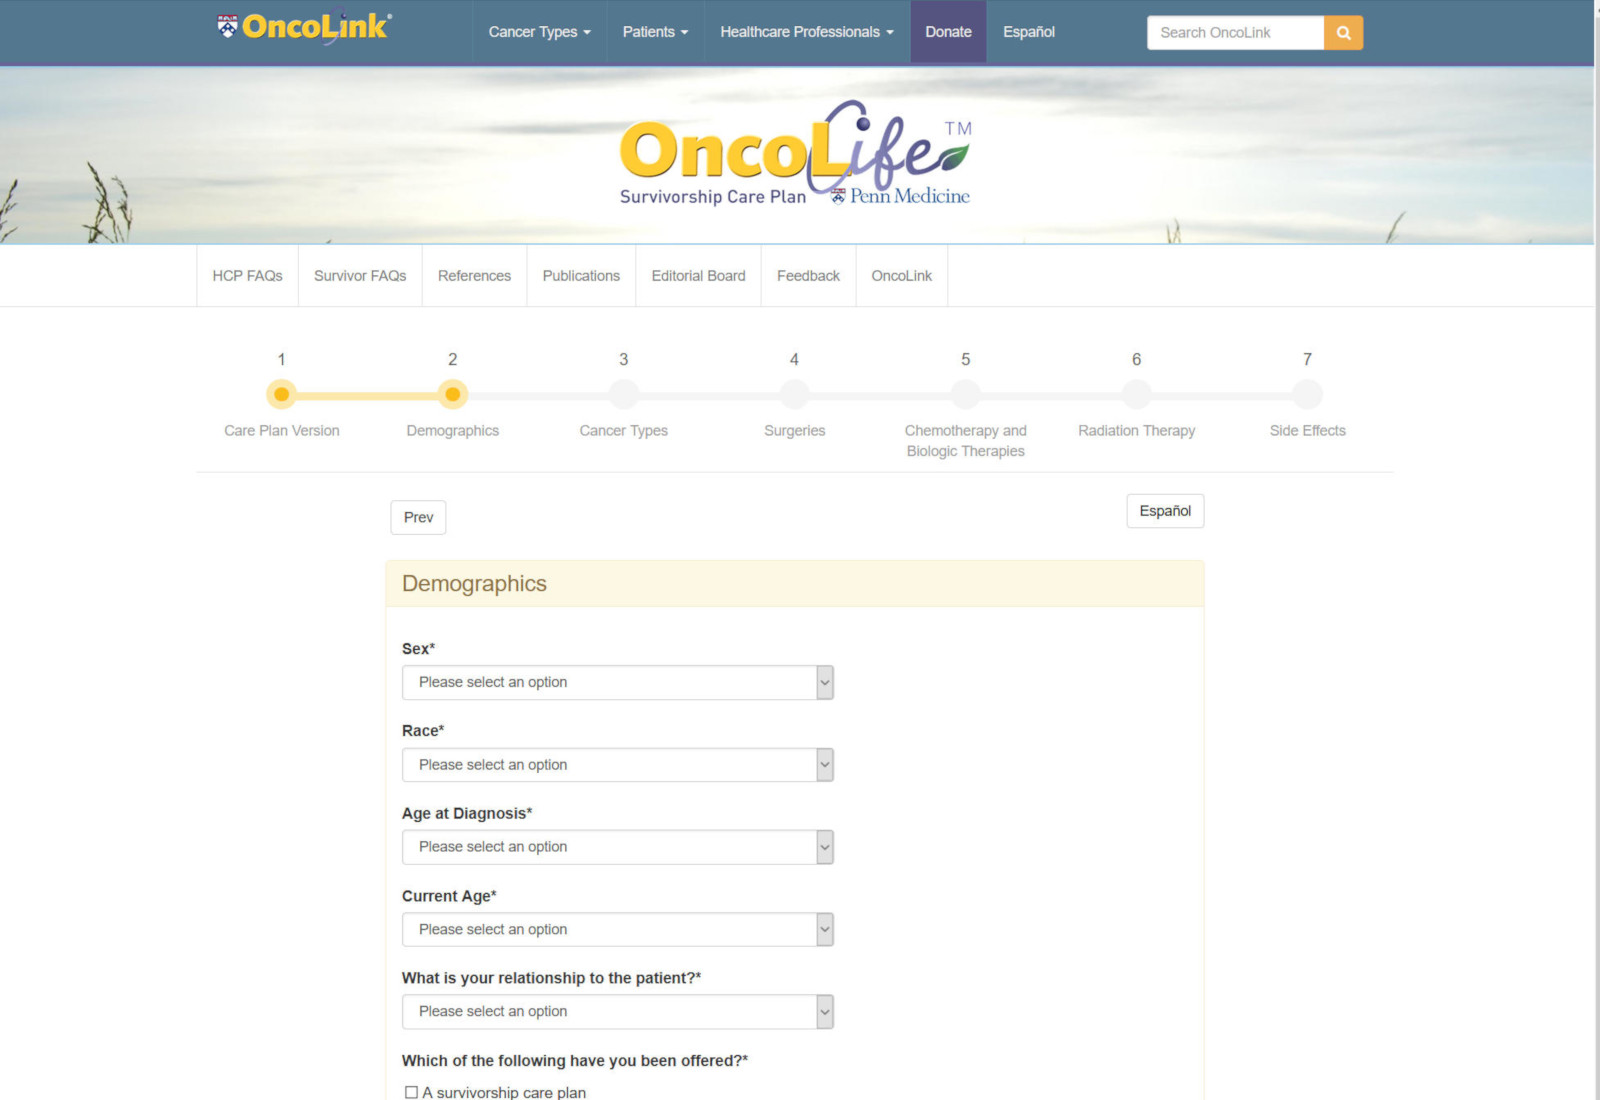 OncoLink®
Cancer Types
Patients
Healthcare Professionals
Donate
Español
Search OncoLink
OncoLife™
Survivorship Care Plan
Penn Medicine
HCP FAQs
Survivor FAQs
References
Publications
Editorial Board
Feedback
OncoLink
1
2
3
4
5
6
7
Care Plan Version
Demographics
Cancer Types
Surgeries
Chemotherapy and
Biologic Therapies
Radiation Therapy
Side Effects
Prev
Español
Demographics
Sex*
Please select an option
Race*
Please select an option
Age at Diagnosis*
Please select an option
Current Age*
Please select an option
What is your relationship to the patient?*
Please select an option
Which of the following have you been offered?*
A survivorship care plan